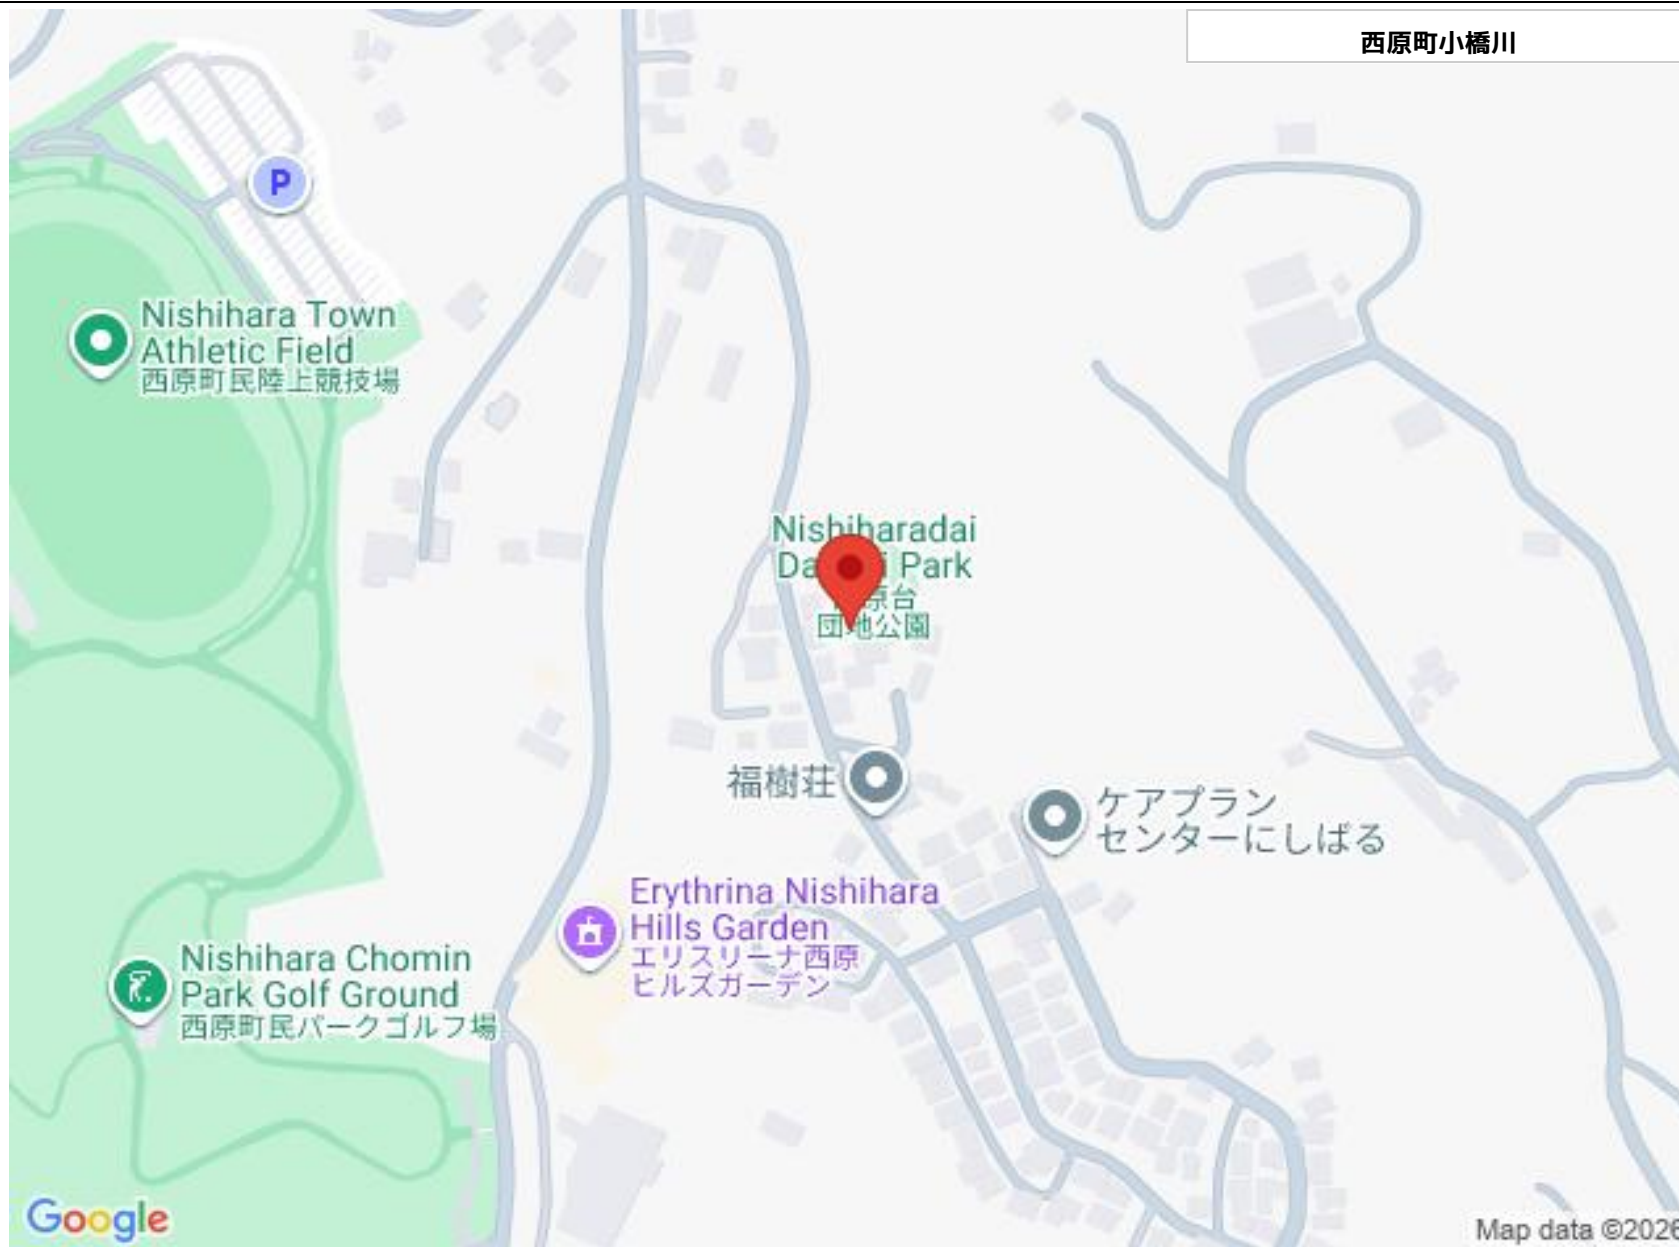 西原町小橋川
P
Nishihara Town
Athletic Field
西原町民陸上競技場
Nishiharadai
Park
原台
団地公園
福樹荘
ケアプラン
センターにしばる
Erythrina Nishihara
Hills Garden
エリスリーナ西原
ヒルズガーデン
Nishihara Chomin
Park Golf Ground
西原町民パークゴルフ場
Google
Map data ©2026